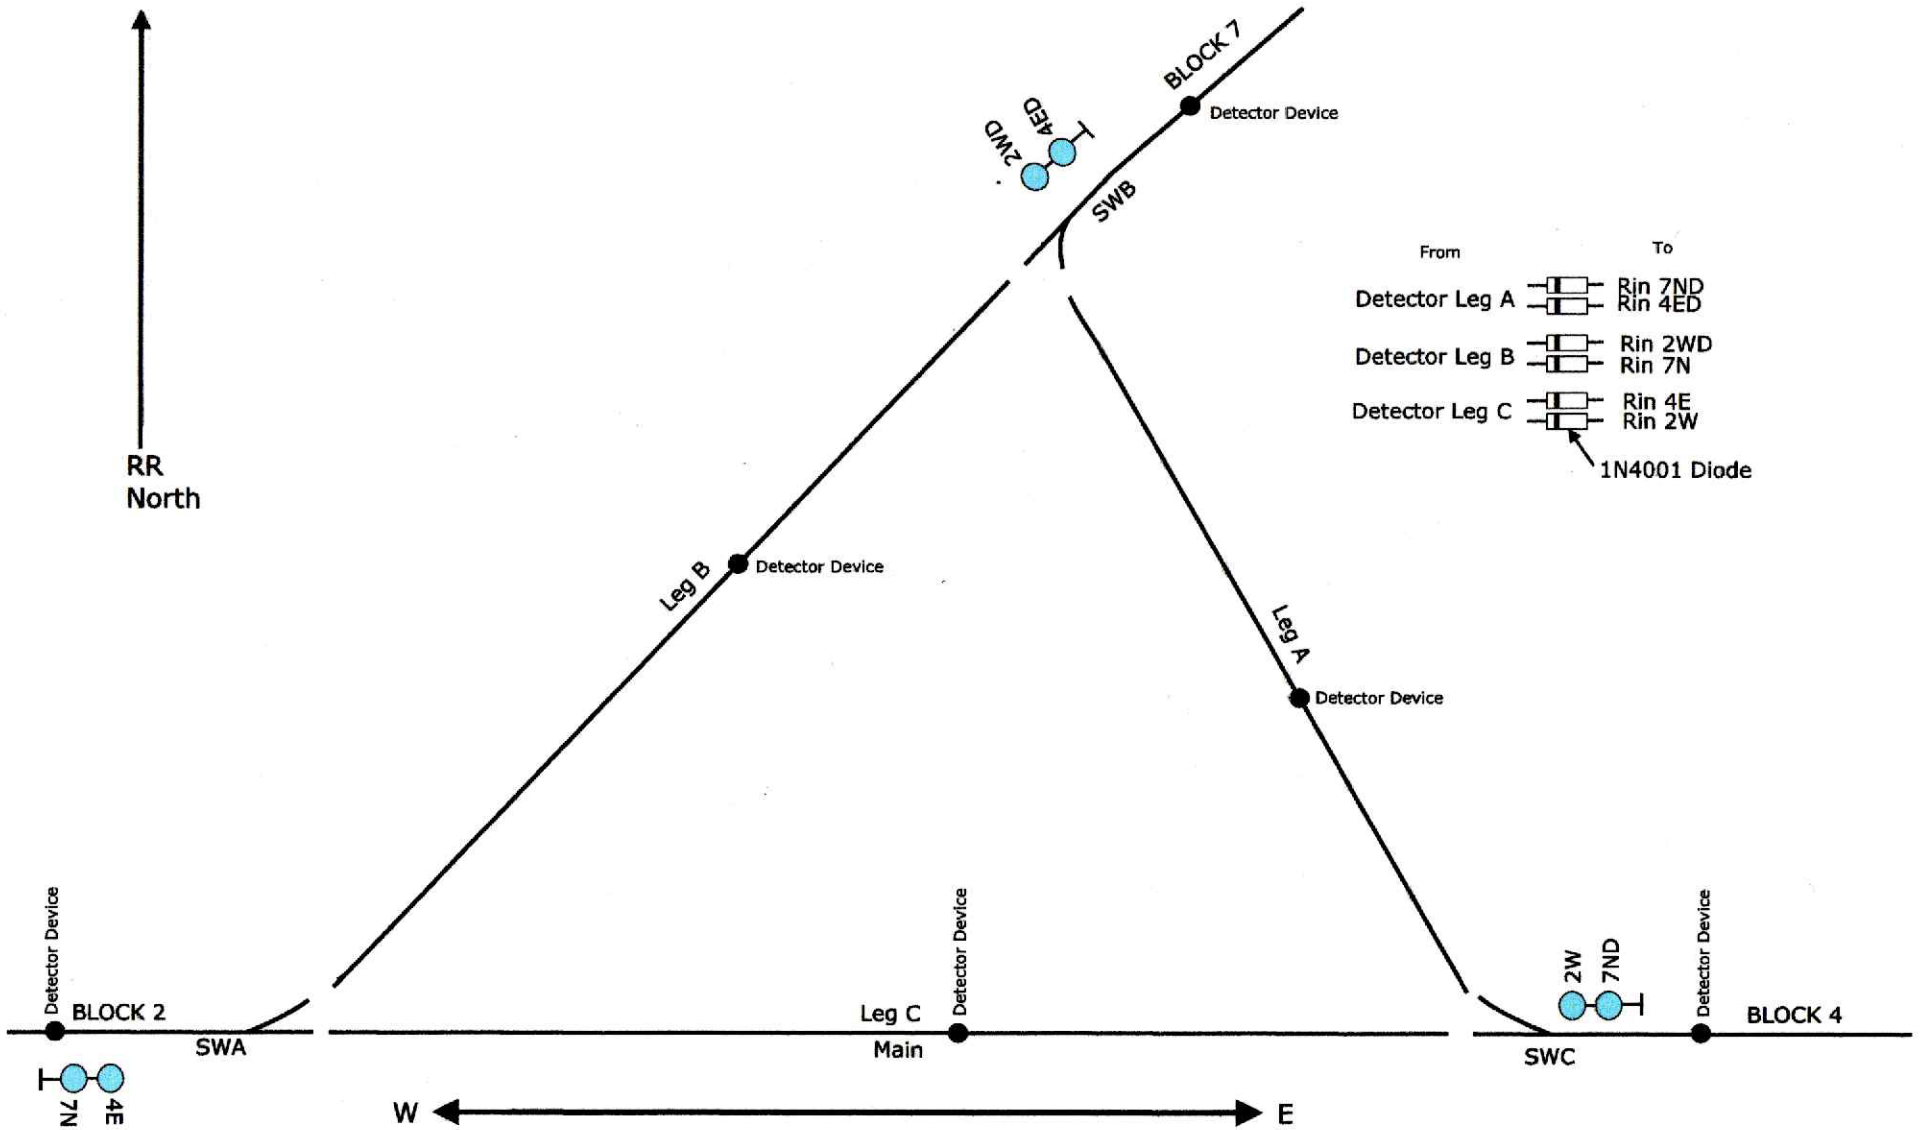 BLOCK 7
Detector Device
4ED
2WD
SWB
From
To
Detector Leg A
Rin 7ND
Rin 4ED
Detector Leg B
Rin 2WD
Rin 7N
Detector Leg C
Rin 4E
Rin 2W
1N4001 Diode
RR
North
Leg B
Detector Device
Leg A
Detector Device
Detector Device
BLOCK 2
SWA
7N
4E
Leg C
Main
Detector Device
2W
7ND
Detector Device
BLOCK 4
SWC
W
E